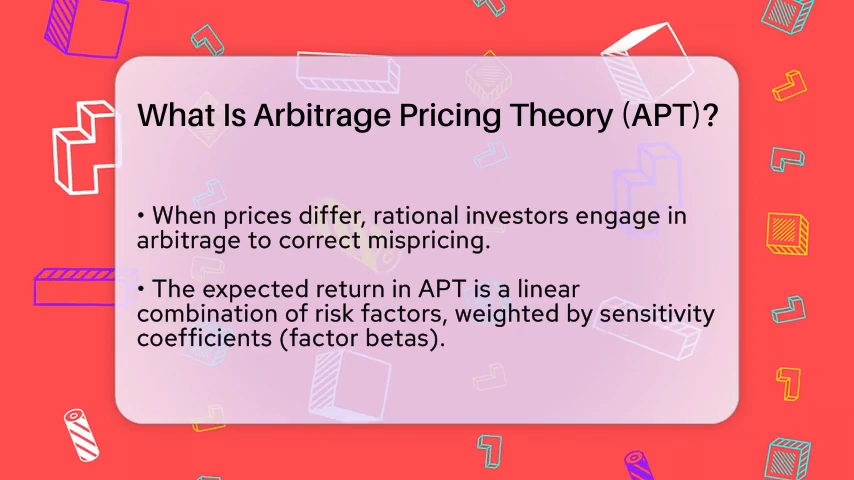 What Is Arbitrage Pricing Theory (APT)?
• When prices differ, rational investors engage in
arbitrage to correct mispricing.
• The expected return in APT is a linear
combination of risk factors, weighted by sensitivity
coefficients (factor betas).